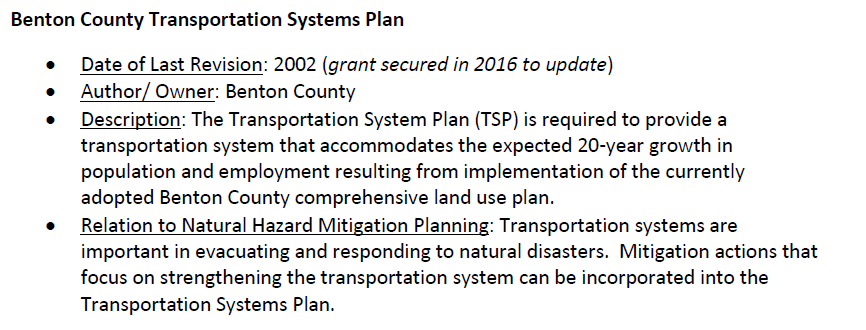 Benton County Transportation Systems Plan
• Date of Last Revision: 2002 (grant secured in 2016 to update)
• Author/ Owner: Benton County
• Description: The Transportation System Plan (TSP) is required to provide a
transportation system that accommodates the expected 20-year growth in
population and employment resulting from implementation of the currently
adopted Benton County comprehensive land use plan.
• Relation to Natural Hazard Mitigation Planning: Transportation systems are
important in evacuating and responding to natural disasters.  Mitigation actions that
focus on strengthening the transportation system can be incorporated into the
Transportation Systems Plan.